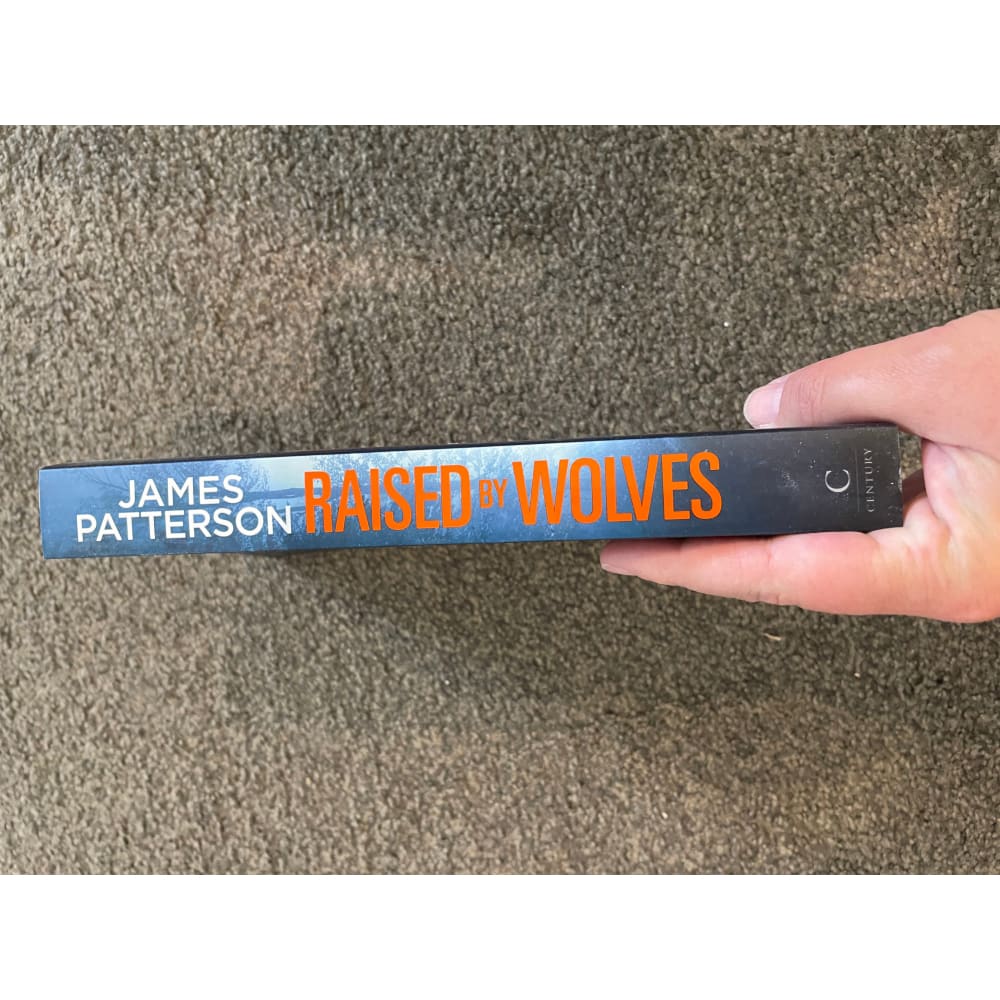 JAMES
PATTERSON
RAISED BY WOLVES
C
CENTURY